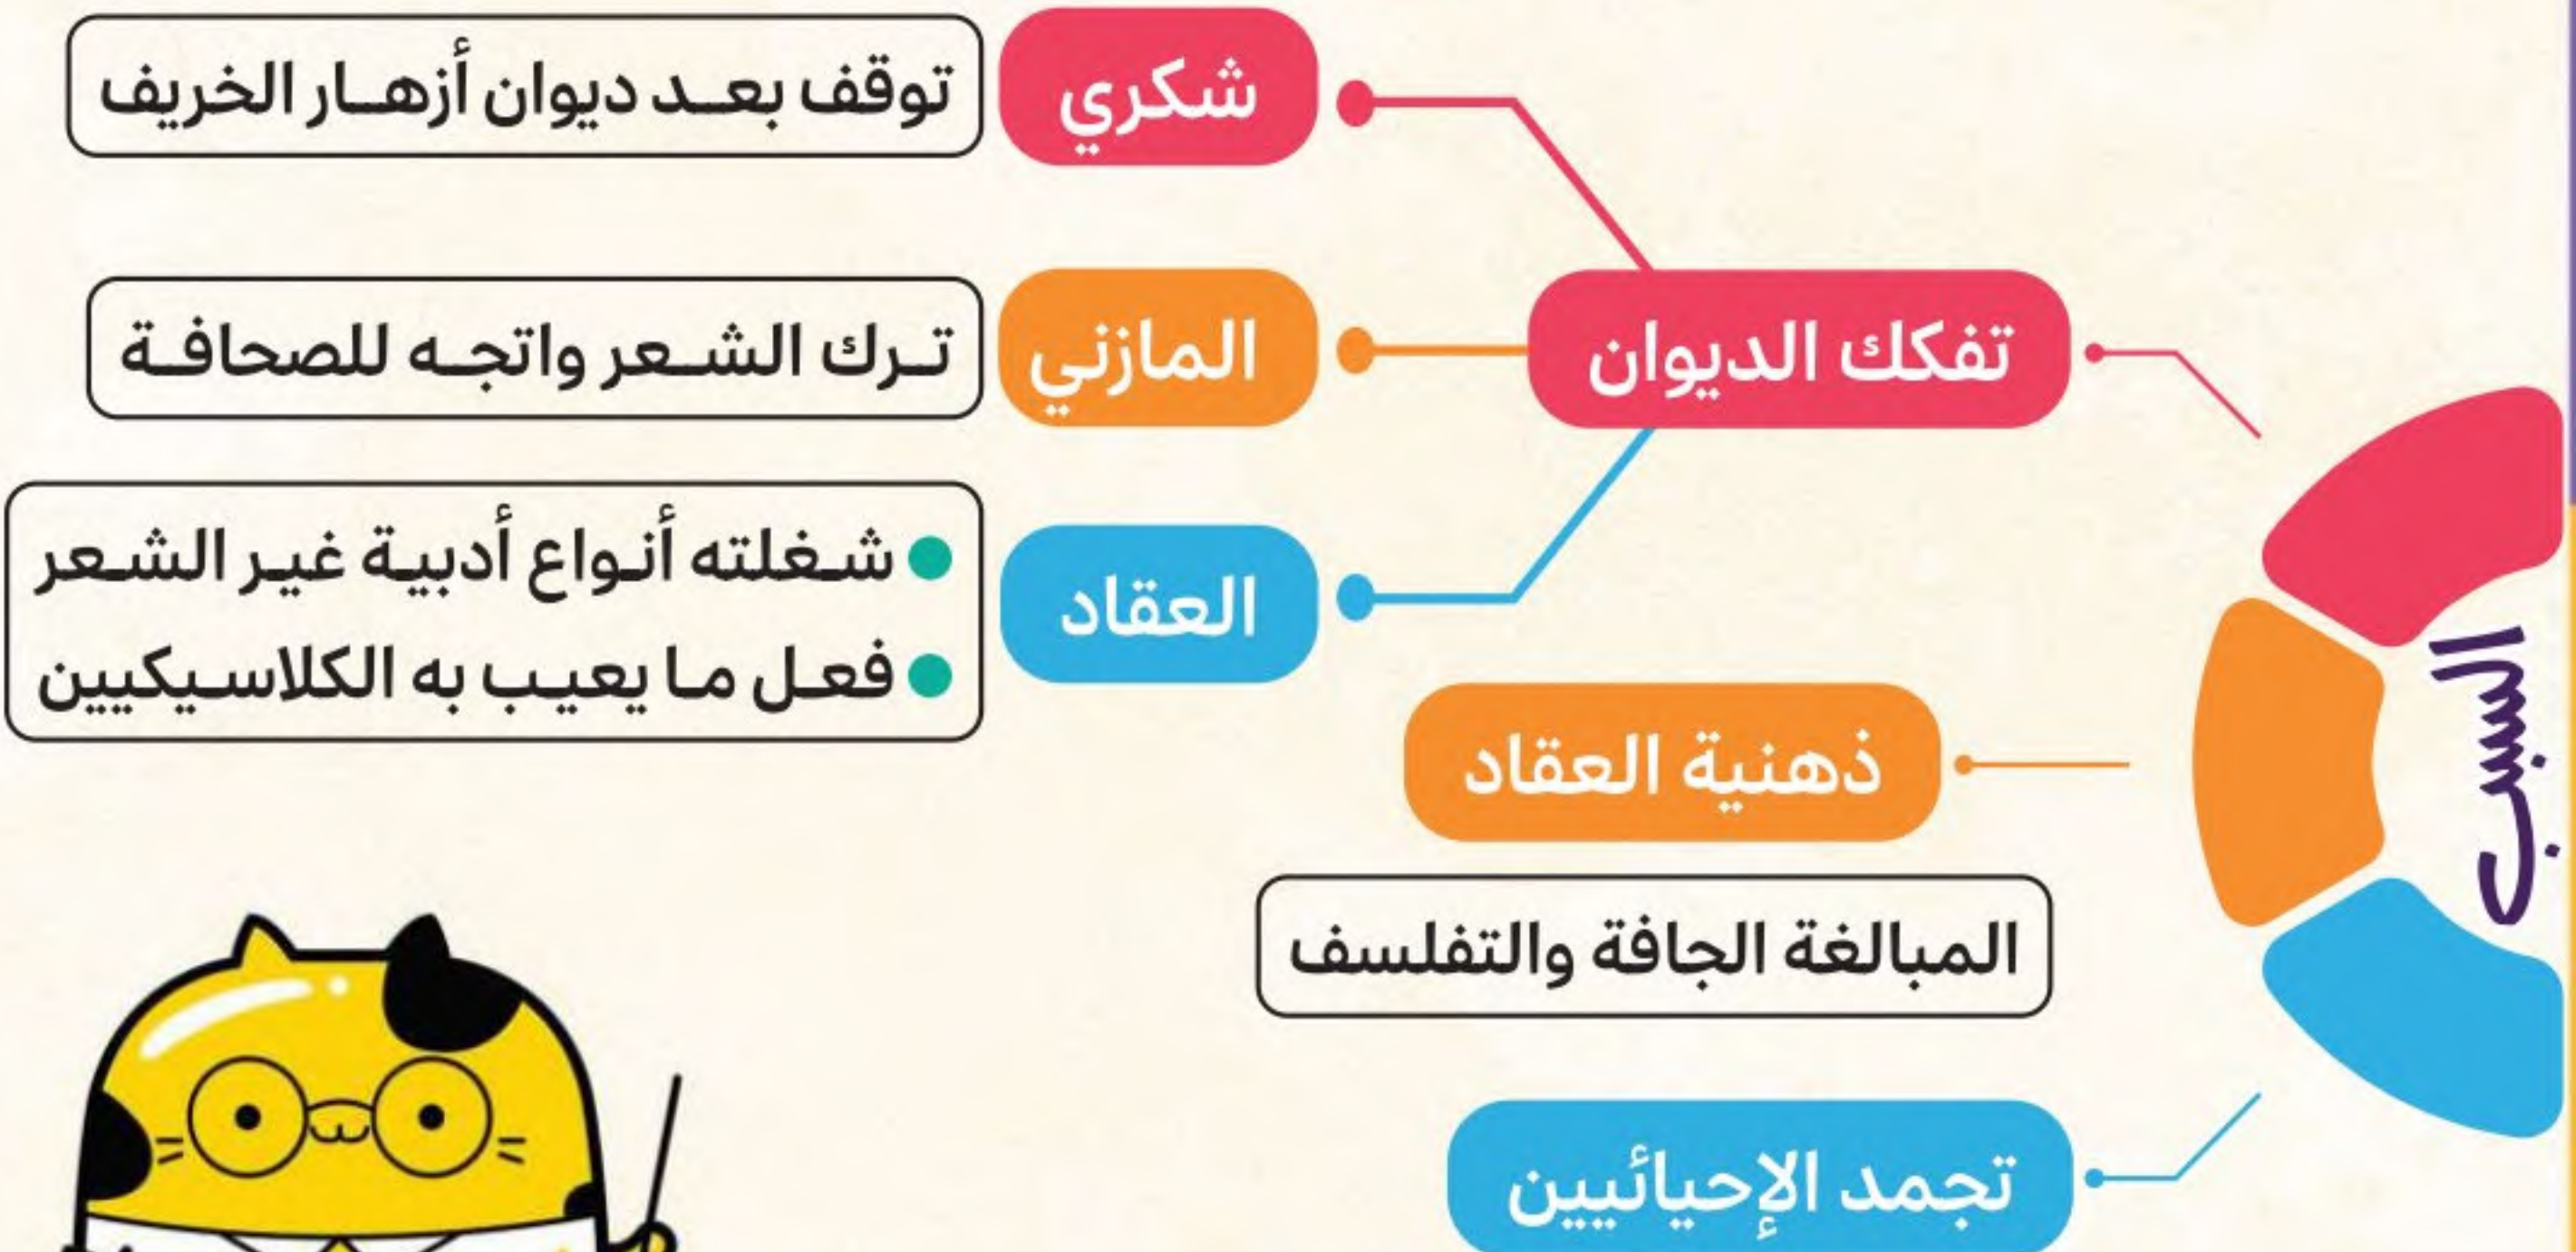 السبب
تفكك الديوان
شكري
توقف بعد ديوان أزهار الخريف
المازني
ترك الشعر واتجه للصحافة
العقاد
شغلته أنواع أدبية غير الشعر
فعل ما يعيب به الكلاسيكيين
ذهنية العقاد
المبالغة الجافة والتفلسف
تجمد الإحيائيين